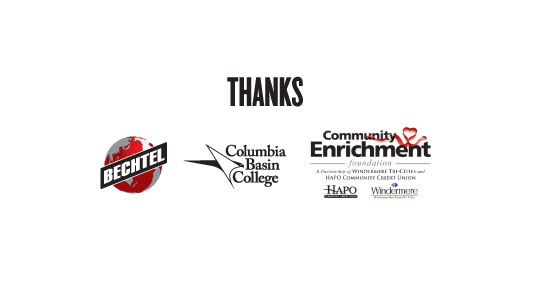 THANKS
BECHTEL
Columbia
Basin
College
Community
Enrichment
foundation
A Partnership of WINDERMERE TRI-CITIES and
HAPO COMMUNITY CREDIT UNION
HAPO
Windermere